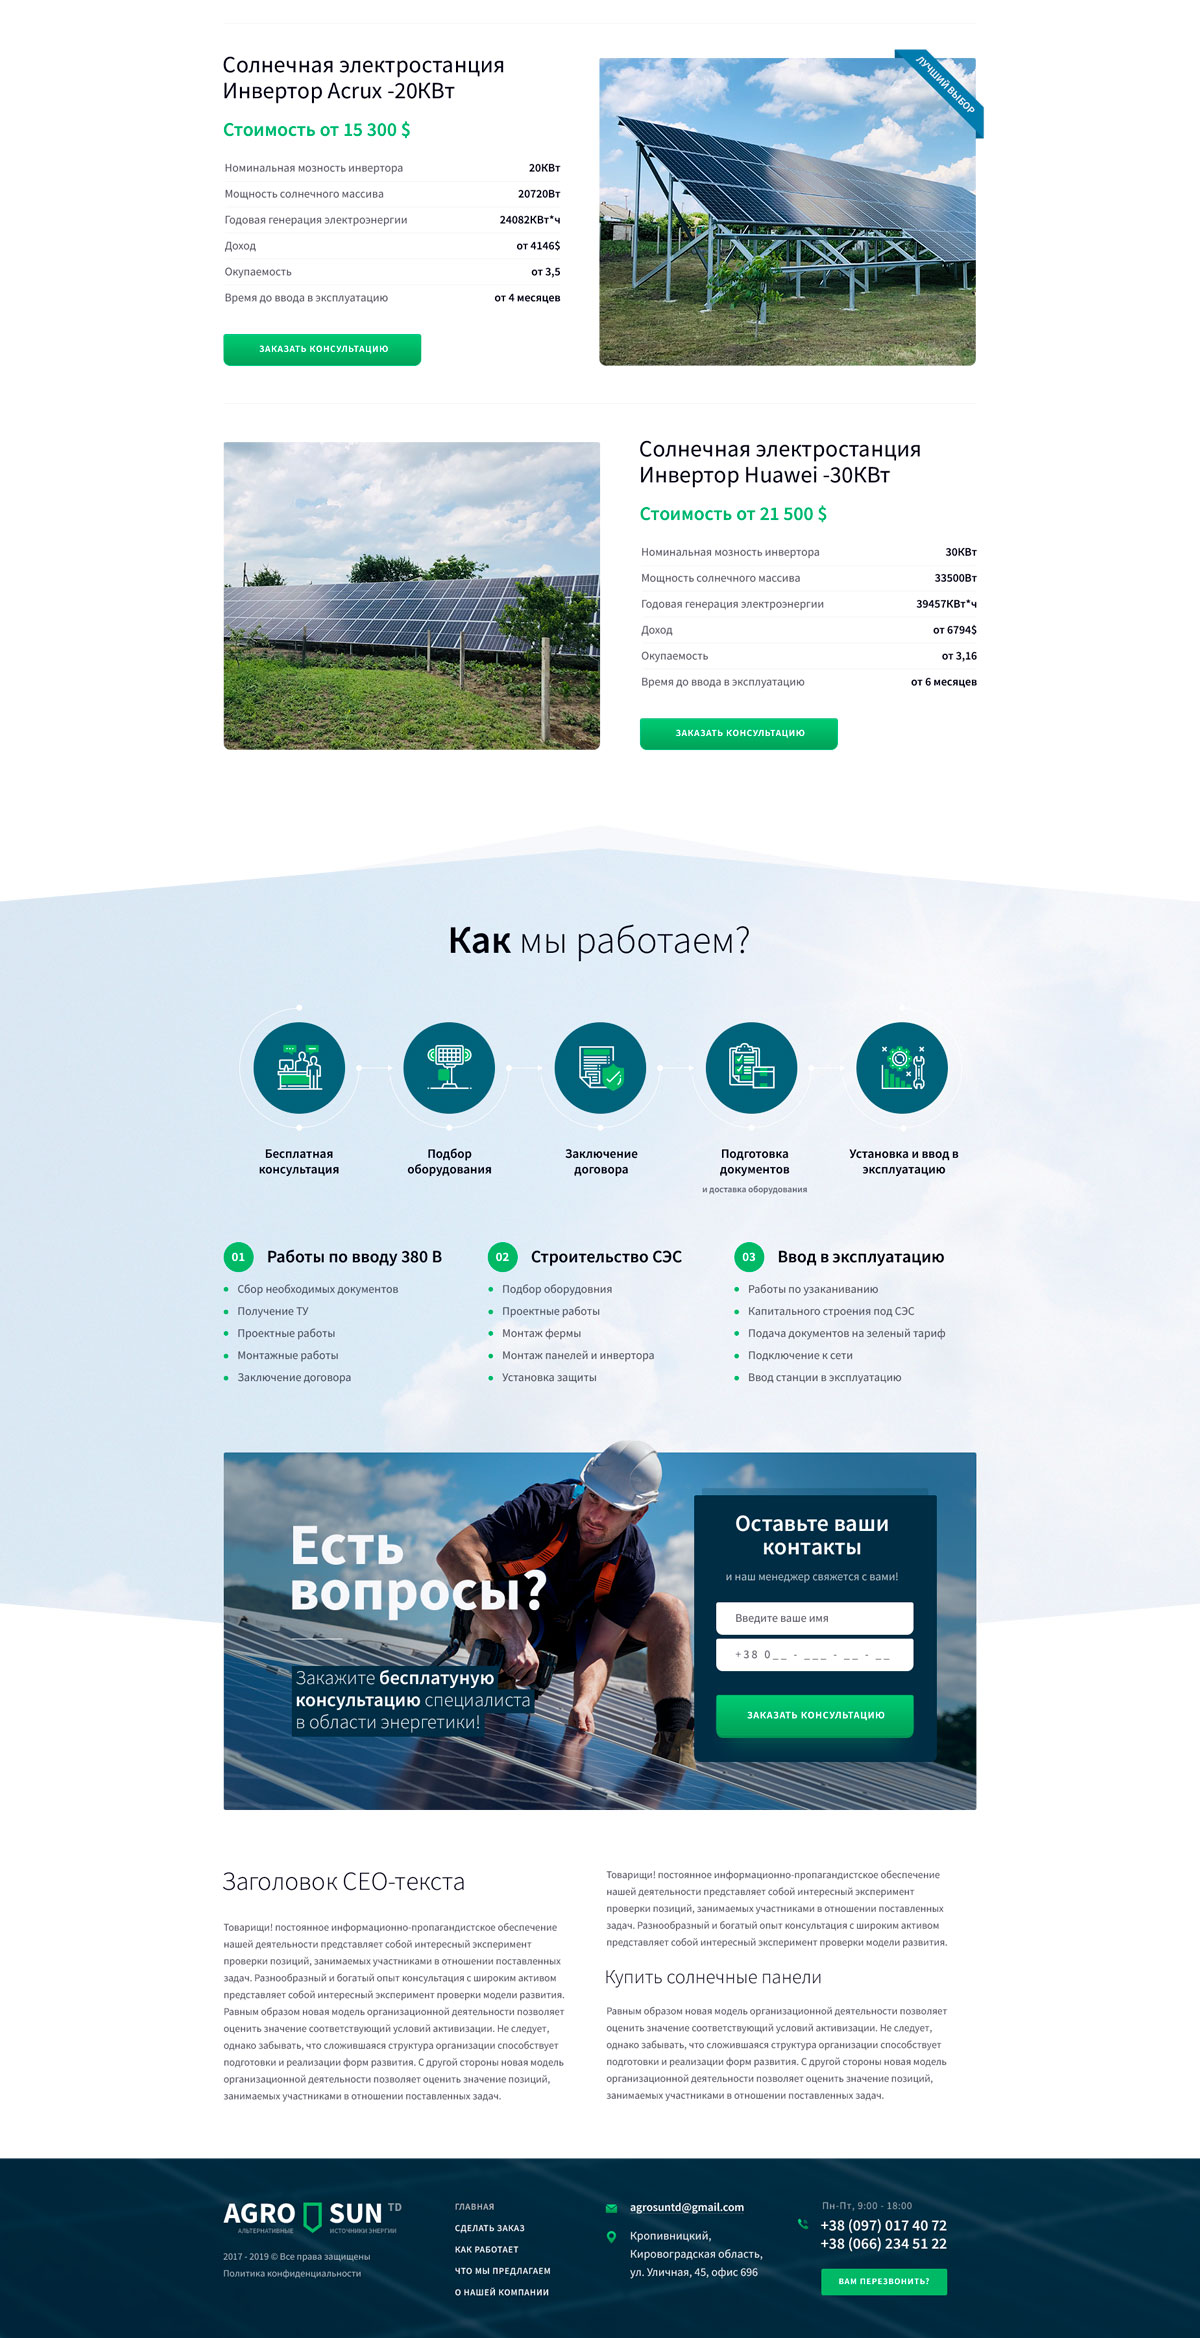 Солнечная электростанция
Инвертор Acrux -20КВт
Стоимость от 15 300 $
Номинальная мозность инвертора 20КВт
Мощность солнечного массива 20720Вт
Годовая генерация электроэнергии 24082КВт*ч
Доход от 4146$
Окупаемость от 3,5
Время до ввода в эксплуатацию от 4 месяцев
ЗАКАЗАТЬ КОНСУЛЬТАЦИЮ
ЛУЧШИЙ ВЫБОР
Солнечная электростанция
Инвертор Huawei -30КВт
Стоимость от 21 500 $
Номинальная мозность инвертора 30КВт
Мощность солнечного массива 33500Вт
Годовая генерация электроэнергии 39457КВт*ч
Доход от 6794$
Окупаемость от 3,16
Время до ввода в эксплуатацию от 6 месяцев
ЗАКАЗАТЬ КОНСУЛЬТАЦИЮ
Как мы работаем?
Бесплатная
консультация
Подбор
оборудования
Заключение
договора
Подготовка
документов
и доставка оборудования
Установка и ввод в
эксплуатацию
01 Работы по вводу 380 В
Сбор необходимых документов
Получение ТУ
Проектные работы
Монтажные работы
Заключение договора
02 Строительство СЭС
Подбор оборудовния
Проектные работы
Монтаж фермы
Монтаж панелей и инвертора
Установка защиты
03 Ввод в эксплуатацию
Работы по узаканиванию
Капитального строения под СЭС
Подача документов на зеленый тариф
Подключение к сети
Ввод станции в эксплуатацию
Есть
вопросы?
Закажите бесплатуную
консультацию специалиста
в области энергетики!
Оставьте ваши
контакты
и наш менеджер свяжется с вами!
Введите ваше имя
+38 0__ - ___ - __ - __
ЗАКАЗАТЬ КОНСУЛЬТАЦИЮ
Заголовок СЕО-текста
Товарищи! постоянное информационно-пропагандистское обеспечение
нашей деятельности представляет собой интересный эксперимент
проверки позиций, занимаемых участниками в отношении поставленных
задач. Разнообразный и богатый опыт консультация с широким активом
представляет собой интересный эксперимент проверки модели развития.
Равным образом новая модель организационной деятельности позволяет
оценить значение соответствующий условий активизации. Не следует,
однако забывать, что сложившаяся структура организации способствует
подготовки и реализации форм развития. С другой стороны новая модель
организационной деятельности позволяет оценить значение позиций,
занимаемых участниками в отношении поставленных задач.
Товарищи! постоянное информационно-пропагандистское обеспечение
нашей деятельности представляет собой интересный эксперимент
проверки позиций, занимаемых участниками в отношении поставленных
задач. Разнообразный и богатый опыт консультация с широким активом
представляет собой интересный эксперимент проверки модели развития.
Купить солнечные панели
Равным образом новая модель организационной деятельности позволяет
оценить значение соответствующий условий активизации. Не следует,
однако забывать, что сложившаяся структура организации способствует
подготовки и реализации форм развития. С другой стороны новая модель
организационной деятельности позволяет оценить значение позиций,
занимаемых участниками в отношении поставленных задач.
AGRO SUN TD
АЛЬТЕРНАТИВНЫЕ ИСТОЧНИКИ ЭНЕРГИИ
2017 - 2019 © Все права защищены
Политика конфиденциальности
ГЛАВНАЯ
СДЕЛАТЬ ЗАКАЗ
КАК РАБОТАЕТ
ЧТО МЫ ПРЕДЛАГАЕМ
О НАШЕЙ КОМПАНИИ
agrosuntd@gmail.com
Кропивницкий,
Кировоградская область,
ул. Уличная, 45, офис 696
Пн-Пт, 9:00 - 18:00
+38 (097) 017 40 72
+38 (066) 234 51 22
ВАМ ПЕРЕЗВОНИТЬ?